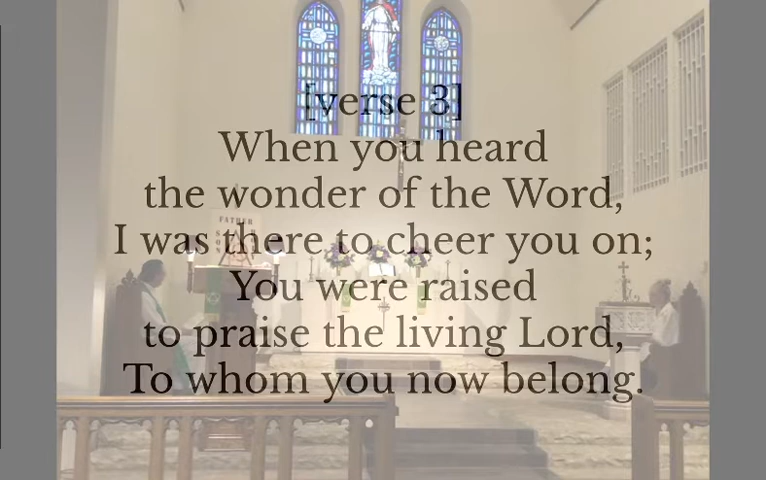 [verse 3]
When you heard
the wonder of the Word,
I was there to cheer you on;
You were raised
to praise the living Lord,
To whom you now belong.
FATHER